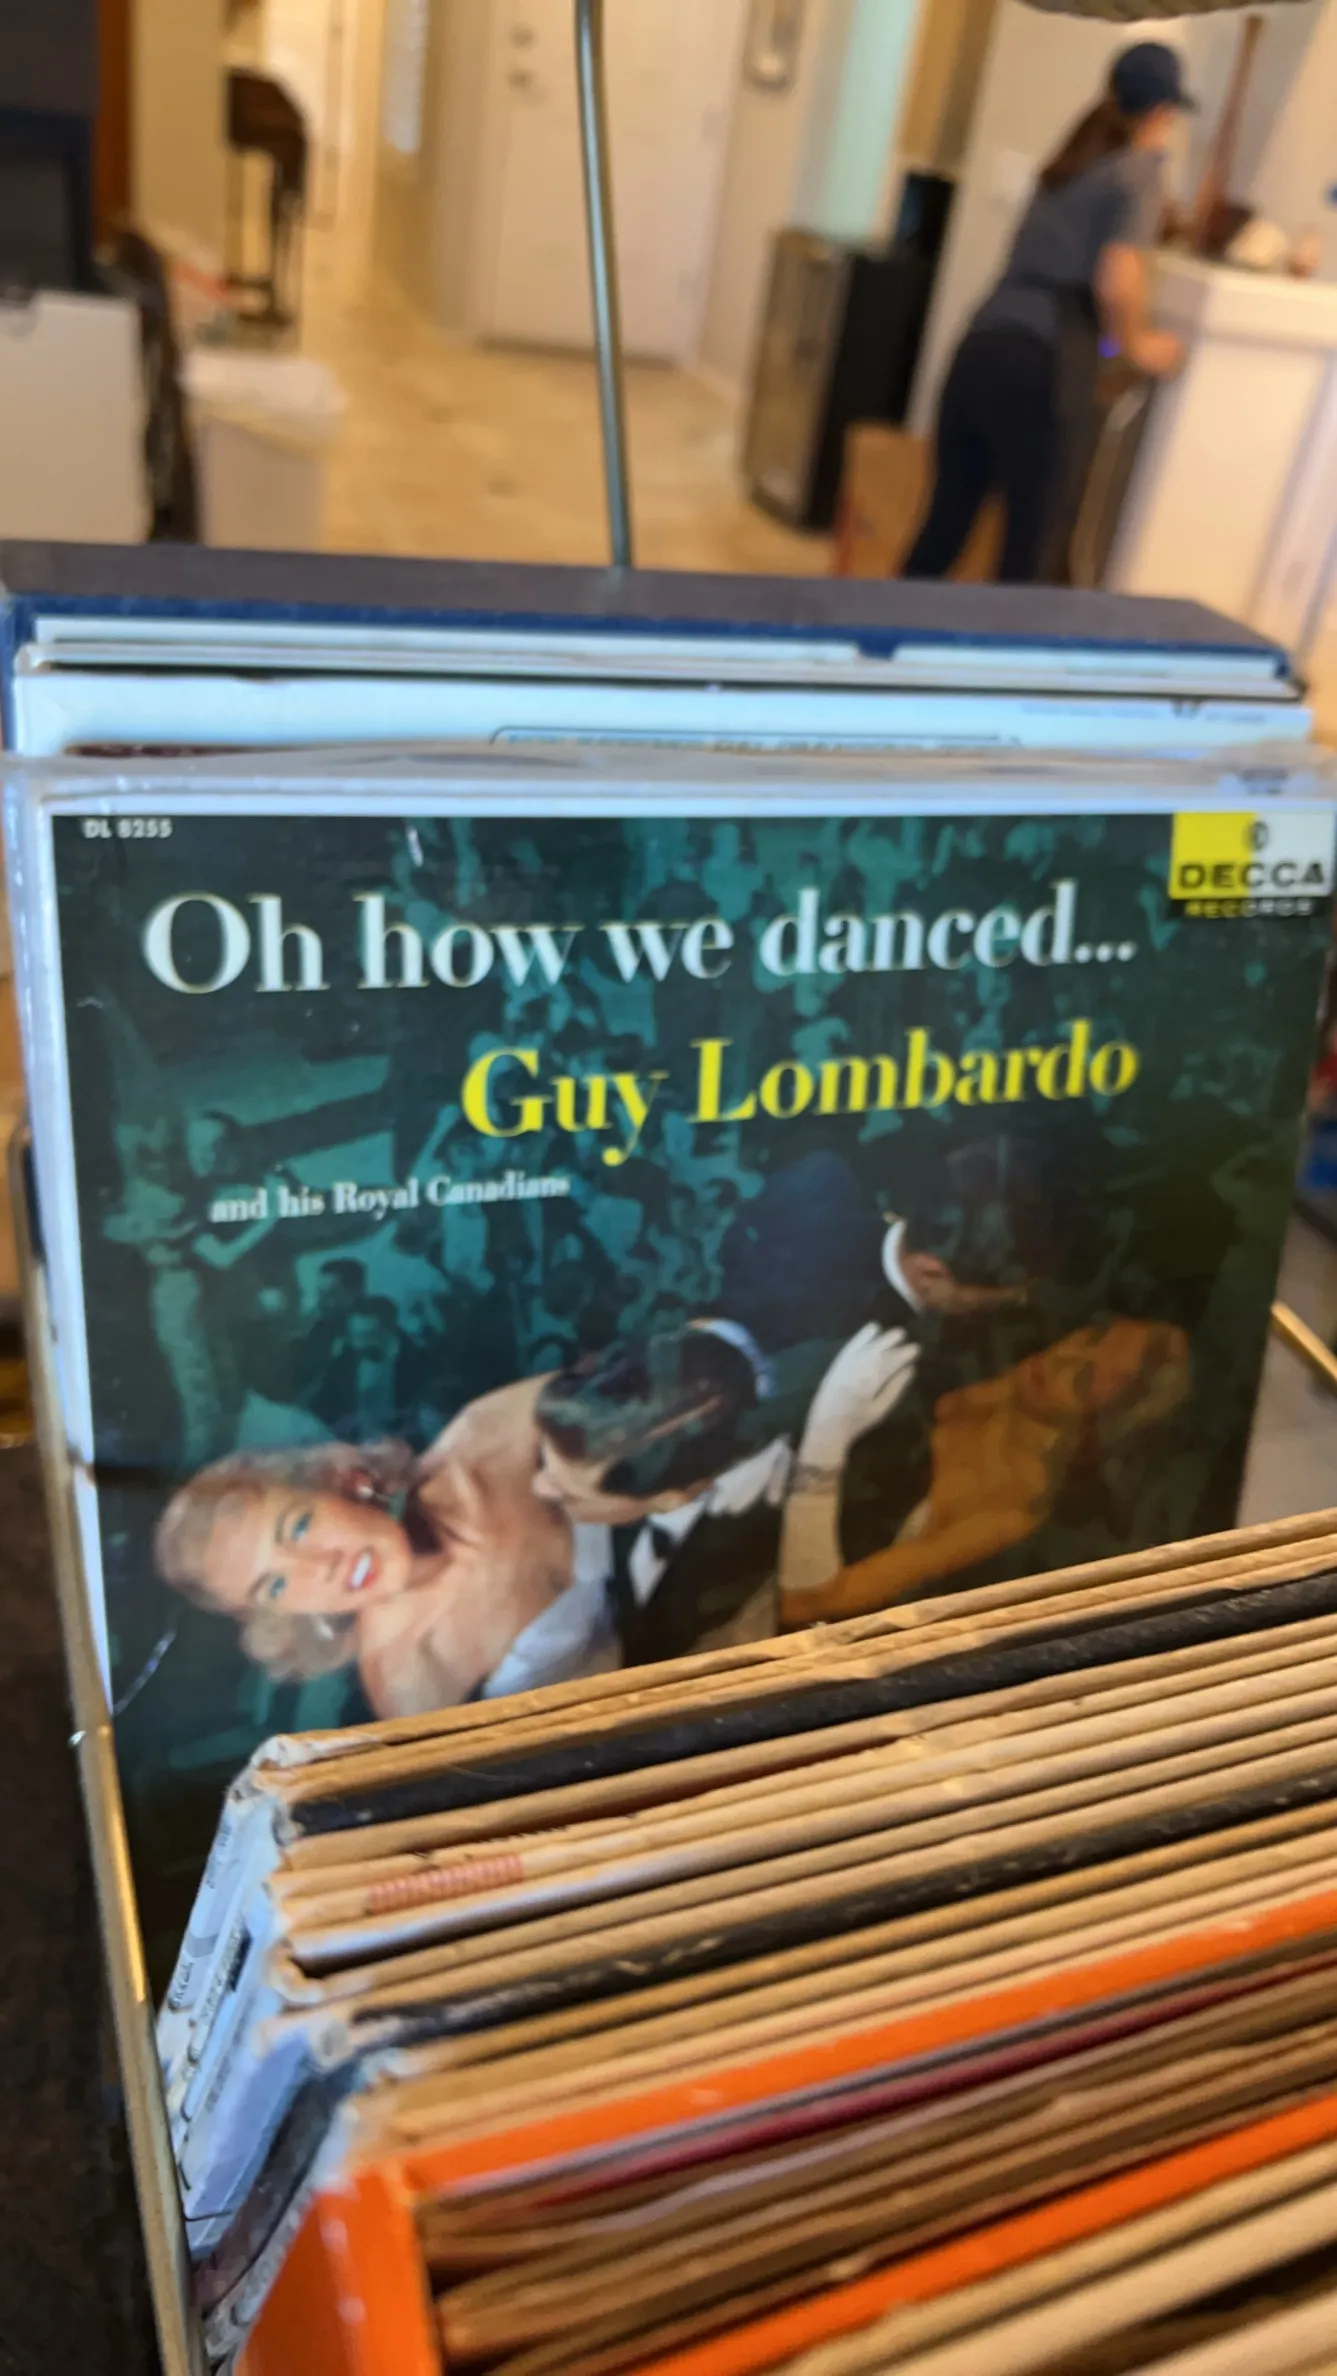 DL 8255
DECCA
RECORDS
Oh how we danced...
Guy Lombardo
and his Royal Canadians